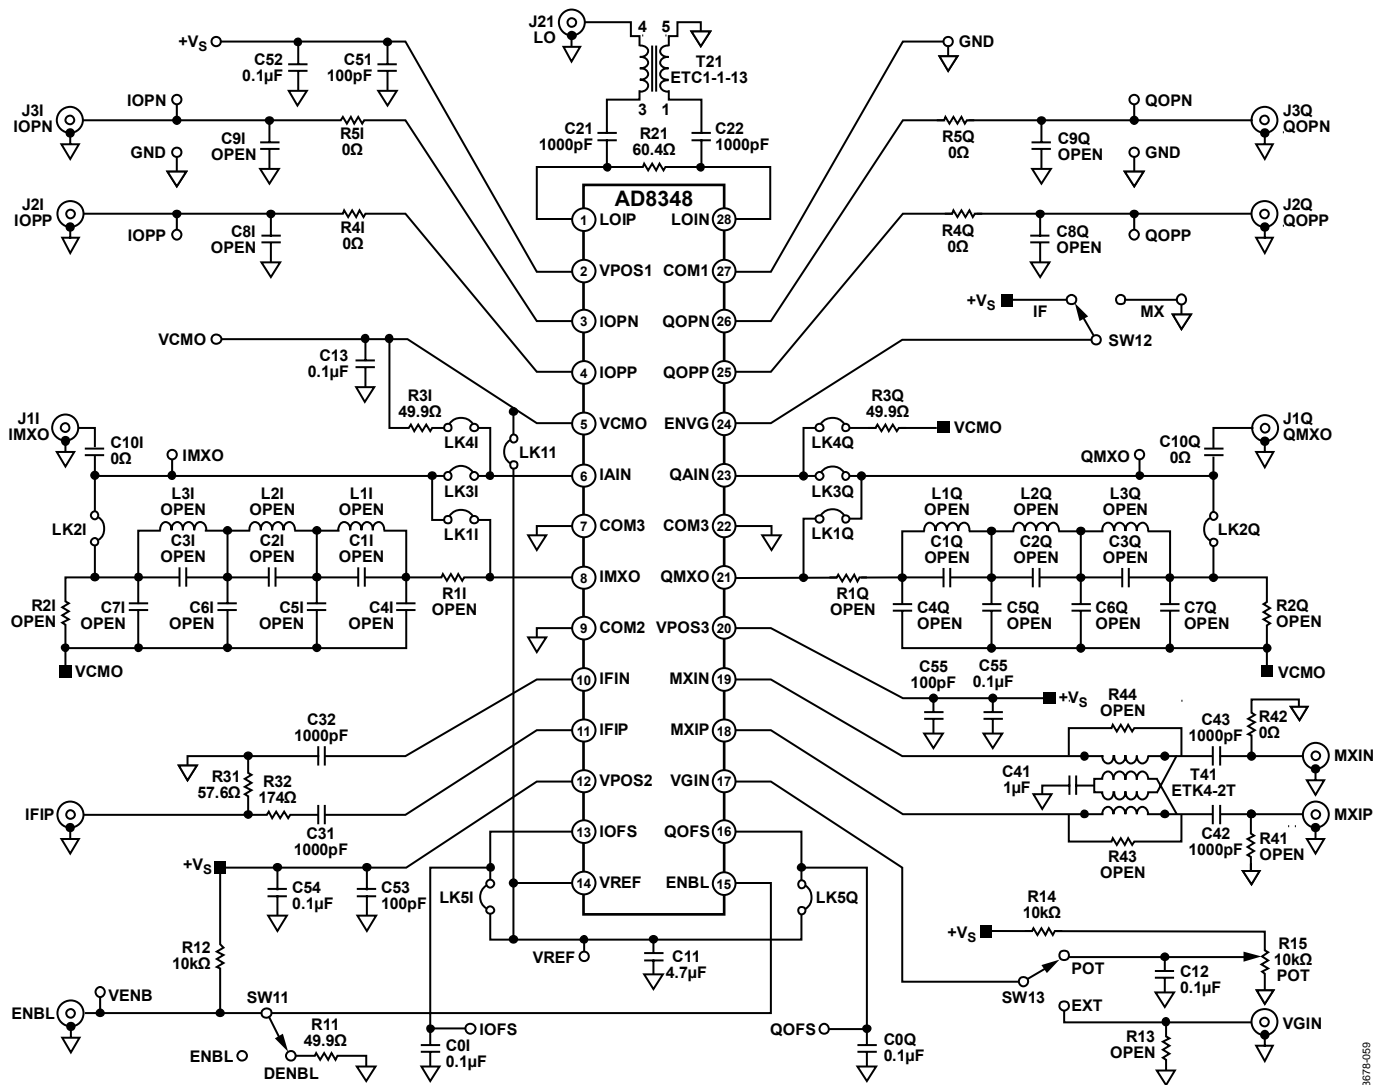 J21
LO
4
5
T21
ETC1-1-13
3
1
+VS
C52
0.1µF
C51
100pF
GND
J3I
IOPN
IOPN
GND
C9I
OPEN
R5I
0Ω
C21
1000pF
R21
60.4Ω
C22
1000pF
R5Q
0Ω
C9Q
OPEN
QOPN
GND
J3Q
QOPN
J2I
IOPP
IOPP
C8I
OPEN
R4I
0Ω
R4Q
0Ω
C8Q
OPEN
QOPP
J2Q
QOPP
AD8348
1
LOIP
LOIN
28
2
VPOS1
COM1
27
3
IOPN
QOPN
26
4
IOPP
QOPP
25
5
VCMO
ENVG
24
6
IAIN
QAIN
23
7
COM3
COM3
22
8
IMXO
QMXO
21
9
COM2
VPOS3
20
10
IFIN
MXIN
19
11
IFIP
MXIP
18
12
VPOS2
VGIN
17
13
IOFS
QOFS
16
14
VREF
ENBL
15
+VS
IF
MX
SW12
VCMO
C13
0.1µF
R3I
49.9Ω
LK4I
LK11
LK3I
LK1I
R3Q
49.9Ω
VCMO
LK4Q
LK3Q
LK1Q
J1I
IMXO
C10I
0Ω
IMXO
LK2I
L3I
OPEN
C3I
OPEN
L2I
OPEN
C2I
OPEN
L1I
OPEN
C1I
OPEN
R2I
OPEN
C7I
OPEN
C6I
OPEN
C5I
OPEN
C4I
OPEN
R1I
OPEN
VCMO
J1Q
QMXO
C10Q
0Ω
QMXO
LK2Q
L1Q
OPEN
C1Q
OPEN
L2Q
OPEN
C2Q
OPEN
L3Q
OPEN
C3Q
OPEN
R1Q
OPEN
C4Q
OPEN
C5Q
OPEN
C6Q
OPEN
C7Q
OPEN
R2Q
OPEN
VCMO
C55
100pF
C55
0.1µF
+VS
R44
OPEN
C43
1000pF
R42
0Ω
MXIN
C41
1µF
T41
ETK4-2T
R43
OPEN
C42
1000pF
R41
OPEN
MXIP
C32
1000pF
R31
57.6Ω
R32
174Ω
C31
1000pF
IFIP
+VS
C54
0.1µF
C53
100pF
LK5I
LK5Q
VREF
C11
4.7µF
R12
10kΩ
ENBL
VENB
SW11
ENBL
DENBL
R11
49.9Ω
IOFS
C0I
0.1µF
QOFS
C0Q
0.1µF
+VS
R14
10kΩ
R15
10kΩ
POT
POT
C12
0.1µF
SW13
EXT
R13
OPEN
VGIN